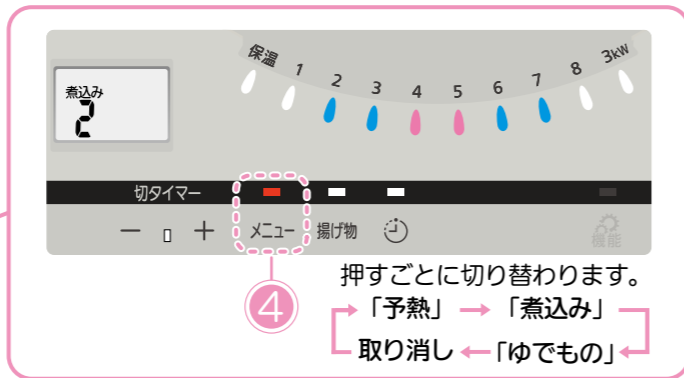 保温 1 2 3 4 5 6 7 8 3kW
煮込み
2
切タイマー
− 0 + メニュー 揚げ物 機能
4
押すごとに切り替わります。
「予熱」→「煮込み」
取り消し←「ゆでもの」